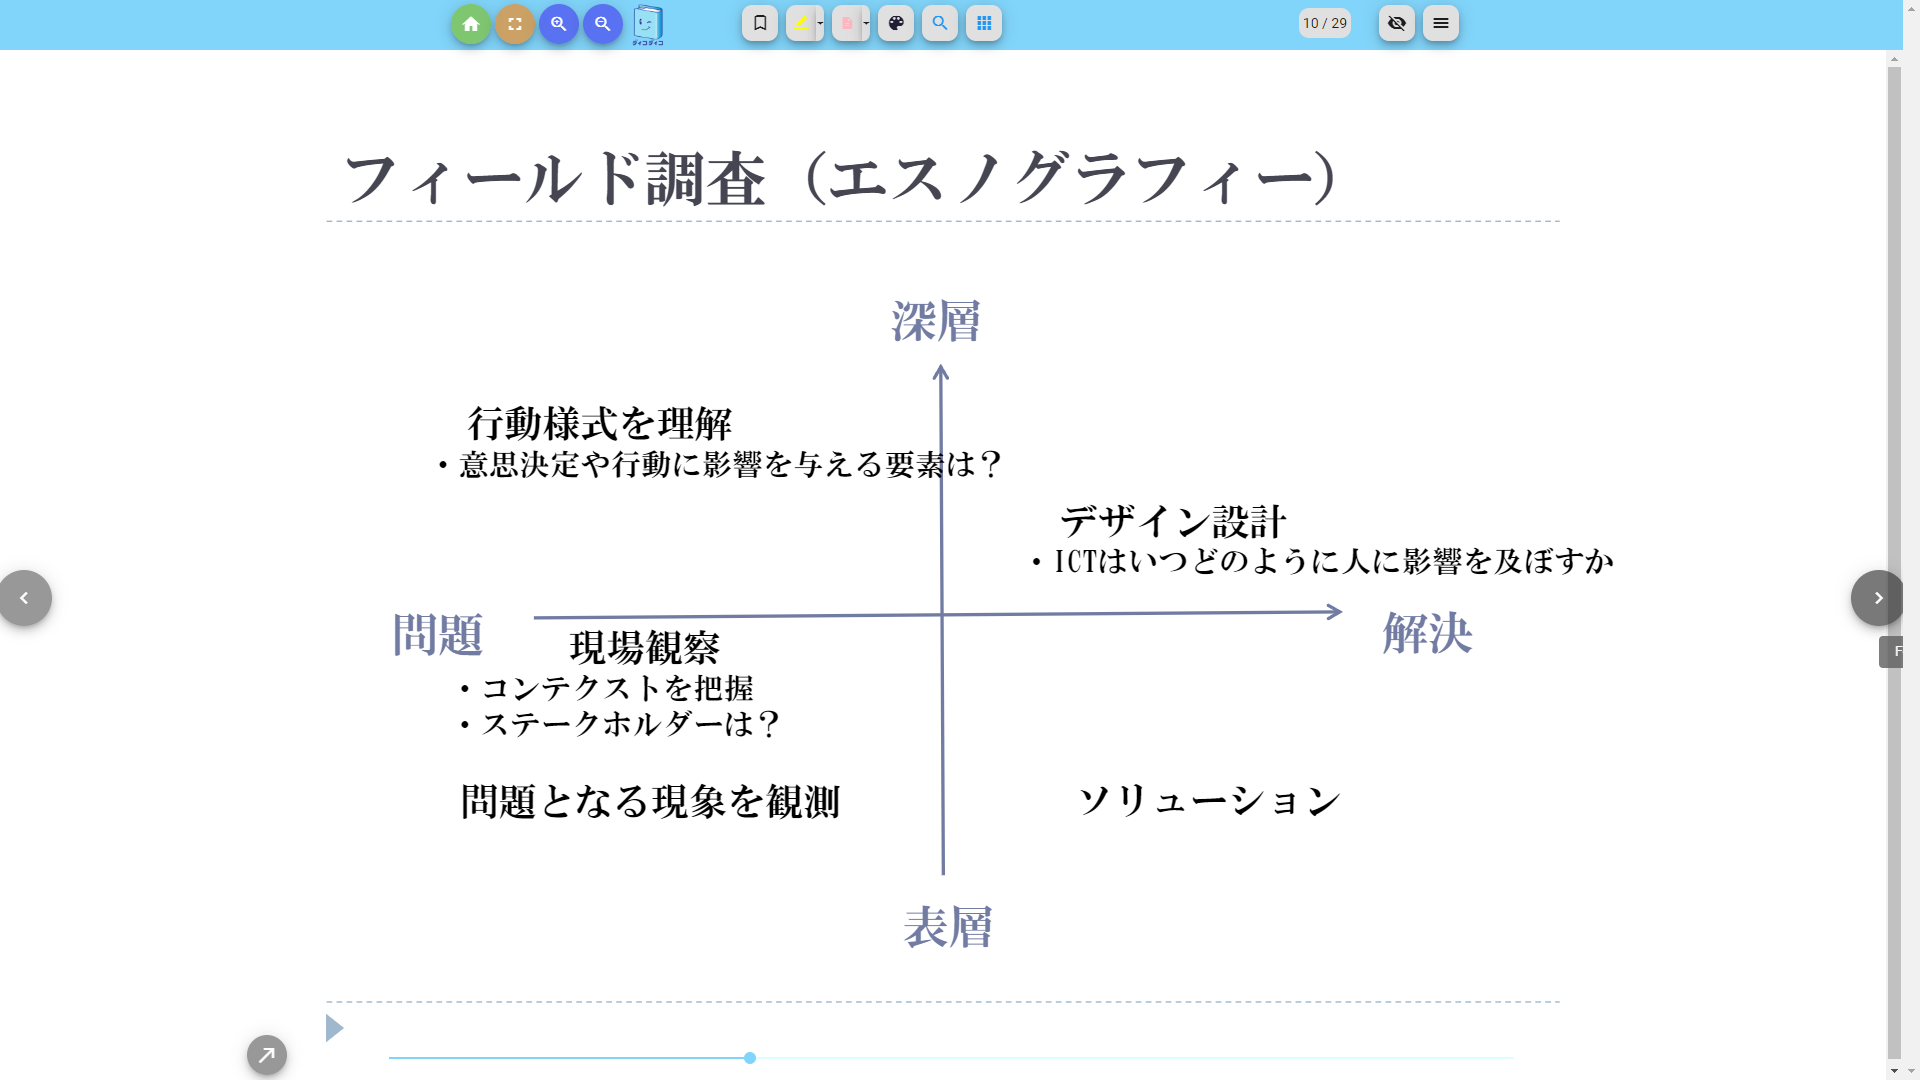 ダィコダィコ
10 / 29
フィールド調査（エスノグラフィー）
深層
行動様式を理解
・意思決定や行動に影響を与える要素は？
デザイン設計
・ICTはいつどのように人に影響を及ぼすか
問題
解決
現場観察
・コンテクストを把握
・ステークホルダーは？
問題となる現象を観測
ソリューション
表層
F